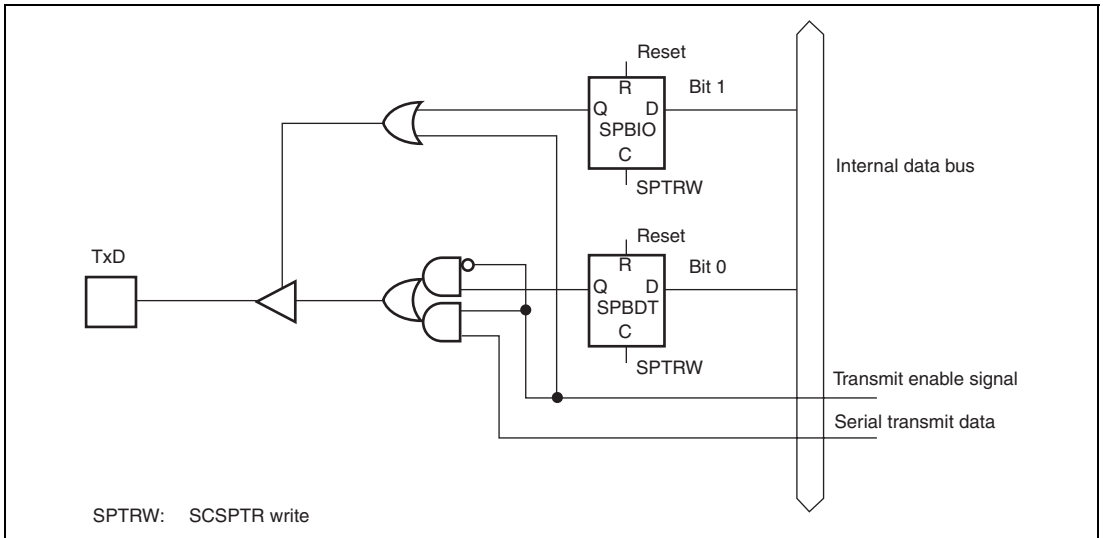 Reset
R
Bit 1
Q D
SPBIO
C
SPTRW
Internal data bus
Reset
R
Bit 0
Q D
SPBDT
C
SPTRW
TxD
Transmit enable signal
Serial transmit data
SPTRW: SCSPTR write